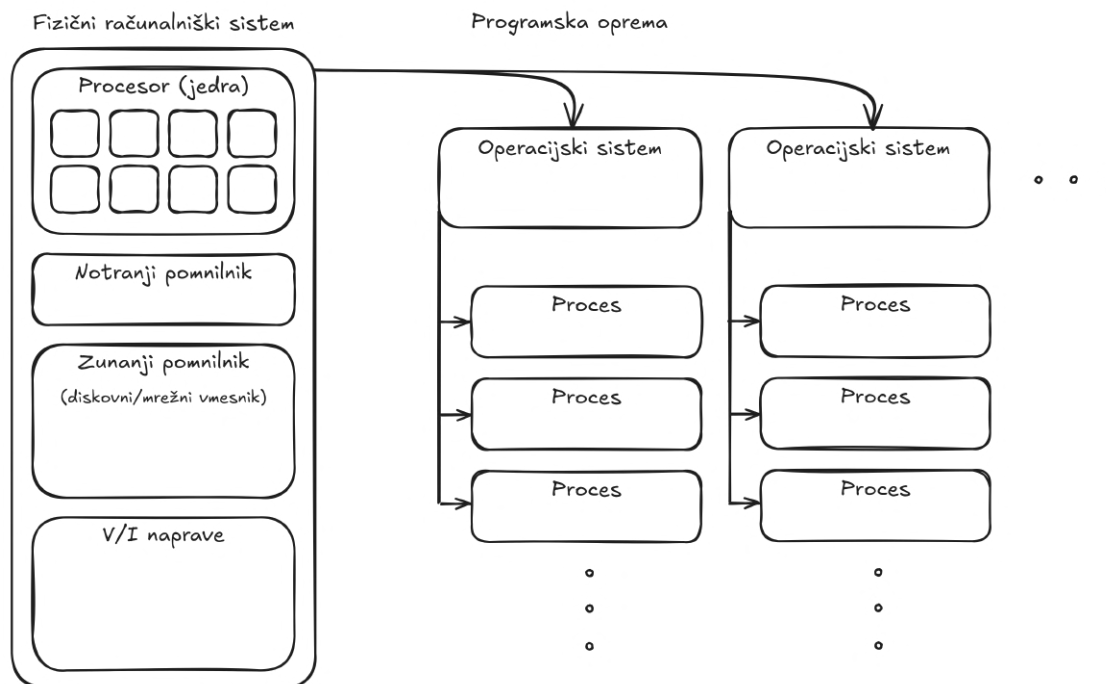 Fizični računalniški sistem
Programska oprema
Procesor (jedra)
Notranji pomnilnik
Zunanji pomnilnik
(diskovni/mrežni vmesnik)
V/I naprave
Operacijski sistem
Proces
Proces
Proces
Operacijski sistem
Proces
Proces
Proces